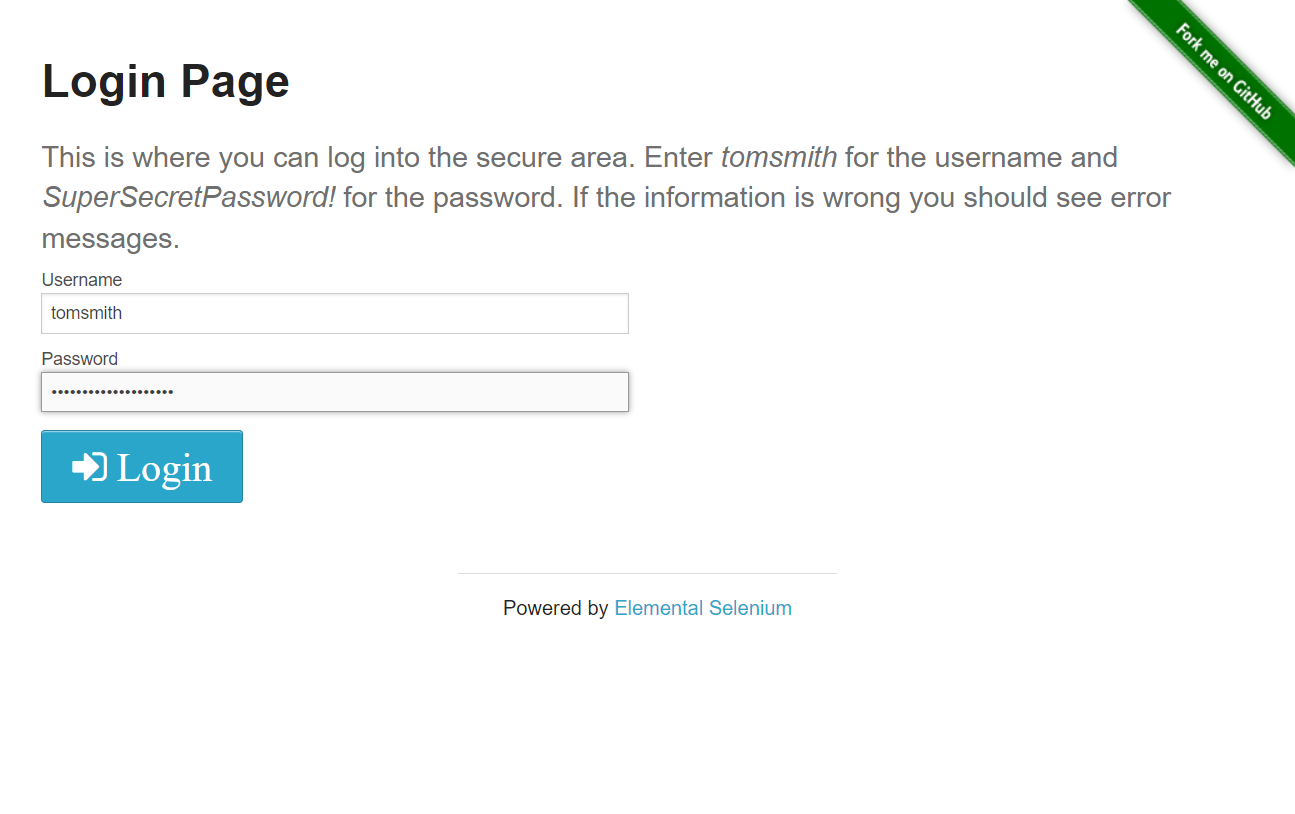 Fork me on GitHub
Login Page
This is where you can log into the secure area. Enter tomsmith for the username and
SuperSecretPassword! for the password. If the information is wrong you should see error
messages.
Username
tomsmith
Password
••••••••••••••••••••
Login
Powered by Elemental Selenium